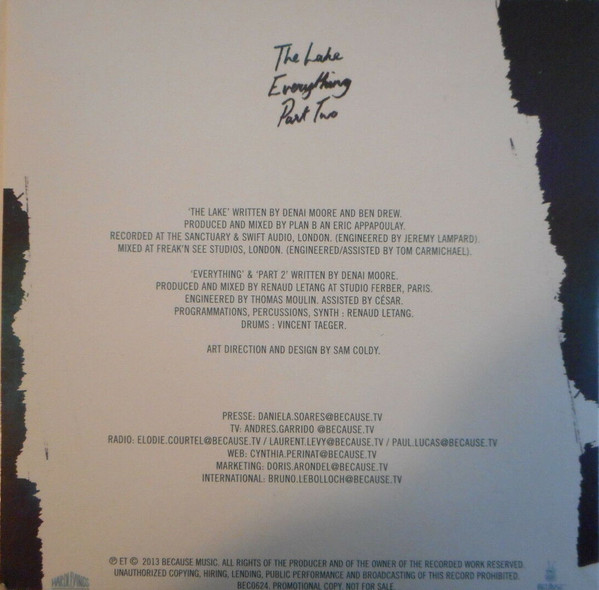 The Lake
Everything
Part Two
'THE LAKE' WRITTEN BY DENAI MOORE AND BEN DREW.
PRODUCED AND MIXED BY PLAN B AN ERIC APPAPOULAY.
RECORDED AT THE SANCTUARY & SWIFT AUDIO, LONDON. (ENGINEERED BY JEREMY LAMPARD).
MIXED AT FREAK'N SEE STUDIOS, LONDON. (ENGINEERED/ASSISTED BY TOM CARMICHAEL).
'EVERYTHING' & 'PART 2' WRITTEN BY DENAI MOORE.
PRODUCED AND MIXED BY RENAUD LETANG AT STUDIO FERBER, PARIS.
ENGINEERED BY THOMAS MOULIN. ASSISTED BY CÉSAR.
PROGRAMMATIONS, PERCUSSIONS, SYNTH : RENAUD LETANG.
DRUMS : VINCENT TAEGER.
ART DIRECTION AND DESIGN BY SAM COLDY.
PRESSE: DANIELA.SOARES@BECAUSE.TV
TV: ANDRES.GARRIDO @BECAUSE.TV
RADIO: ELODIE.COURTEL@BECAUSE.TV / LAURENT.LEVY@BECAUSE.TV / PAUL.LUCAS@BECAUSE.TV
WEB: CYNTHIA.PERINAT@BECAUSE.TV
MARKETING: DORIS.ARONDEL@BECAUSE.TV
INTERNATIONAL: BRUNO.LEBOLLOCH@BECAUSE.TV
℗ ET © 2013 BECAUSE MUSIC. ALL RIGHTS OF THE PRODUCER AND OF THE OWNER OF THE RECORDED WORK RESERVED.
UNAUTHORIZED COPYING, HIRING, LENDING, PUBLIC PERFORMANCE AND BROADCASTING OF THIS RECORD PROHIBITED.
BEC0624. PROMOTIONAL COPY. NOT FOR SALE.